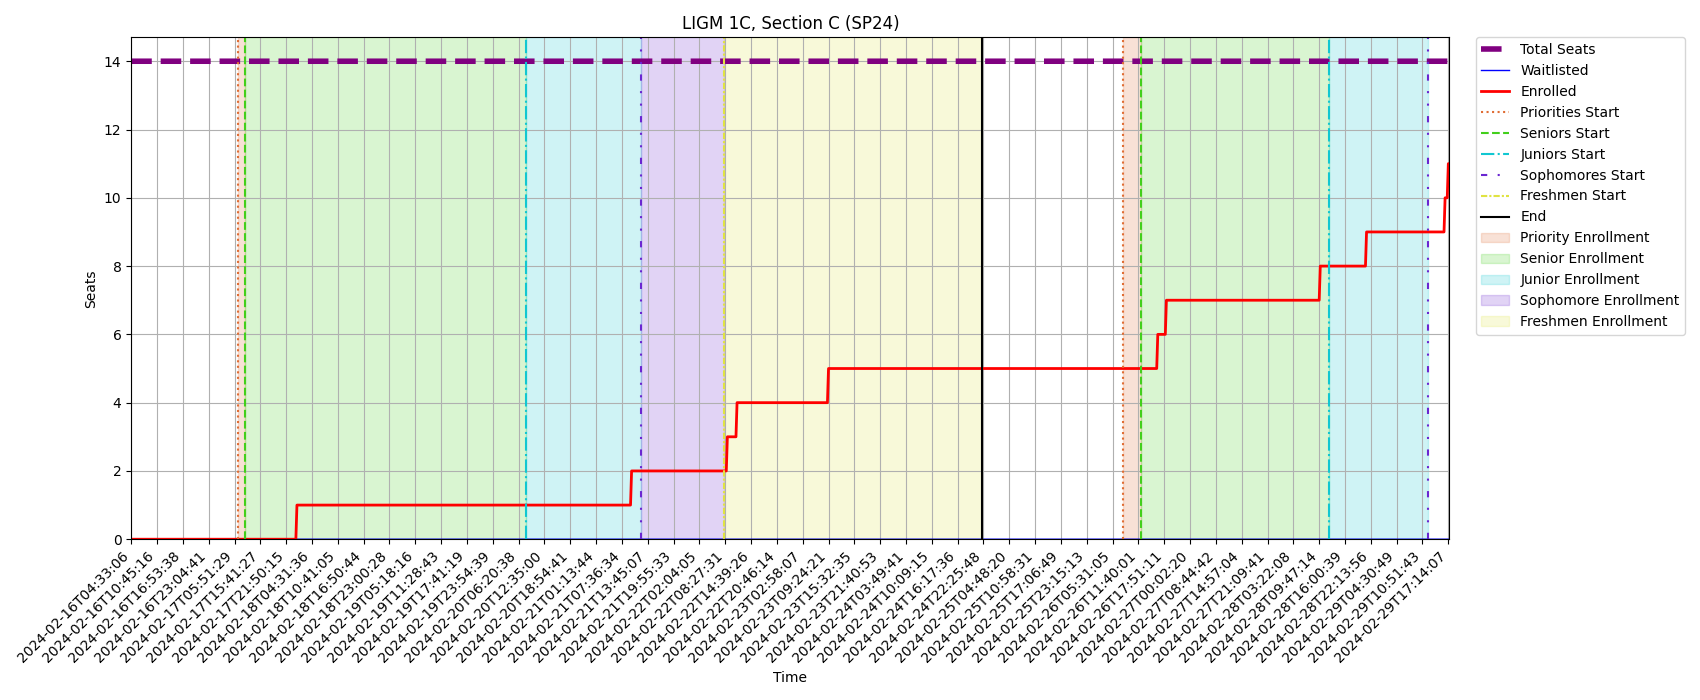 LIGM 1C, Section C (SP24)
Seats
14
12
10
8
6
4
2
0
2024-02-16T04:33:06
2024-02-16T10:45:16
2024-02-16T16:53:38
2024-02-16T23:04:41
2024-02-17T05:51:29
2024-02-17T15:41:27
2024-02-17T21:50:15
2024-02-18T04:31:36
2024-02-18T10:41:05
2024-02-18T16:50:44
2024-02-18T23:00:28
2024-02-19T05:18:16
2024-02-19T11:28:43
2024-02-19T17:41:19
2024-02-19T23:54:39
2024-02-20T06:20:38
2024-02-20T12:35:00
2024-02-20T18:54:41
2024-02-21T01:13:44
2024-02-21T07:36:34
2024-02-21T13:45:07
2024-02-21T19:55:33
2024-02-22T02:04:05
2024-02-22T08:27:31
2024-02-22T14:39:26
2024-02-22T20:46:14
2024-02-23T02:58:07
2024-02-23T09:24:21
2024-02-23T15:32:35
2024-02-23T21:40:53
2024-02-24T03:49:41
2024-02-24T10:09:15
2024-02-24T16:17:36
2024-02-24T22:25:48
2024-02-25T04:48:20
2024-02-25T10:58:31
2024-02-25T17:06:49
2024-02-25T23:15:13
2024-02-26T05:31:05
2024-02-26T11:40:01
2024-02-26T17:51:11
2024-02-27T00:02:20
2024-02-27T08:44:42
2024-02-27T14:57:04
2024-02-27T21:09:41
2024-02-28T03:22:08
2024-02-28T09:47:14
2024-02-28T16:00:39
2024-02-28T22:13:56
2024-02-29T04:30:49
2024-02-29T10:51:43
2024-02-29T17:14:07
Time
Total Seats
Waitlisted
Enrolled
Priorities Start
Seniors Start
Juniors Start
Sophomores Start
Freshmen Start
End
Priority Enrollment
Senior Enrollment
Junior Enrollment
Sophomore Enrollment
Freshmen Enrollment